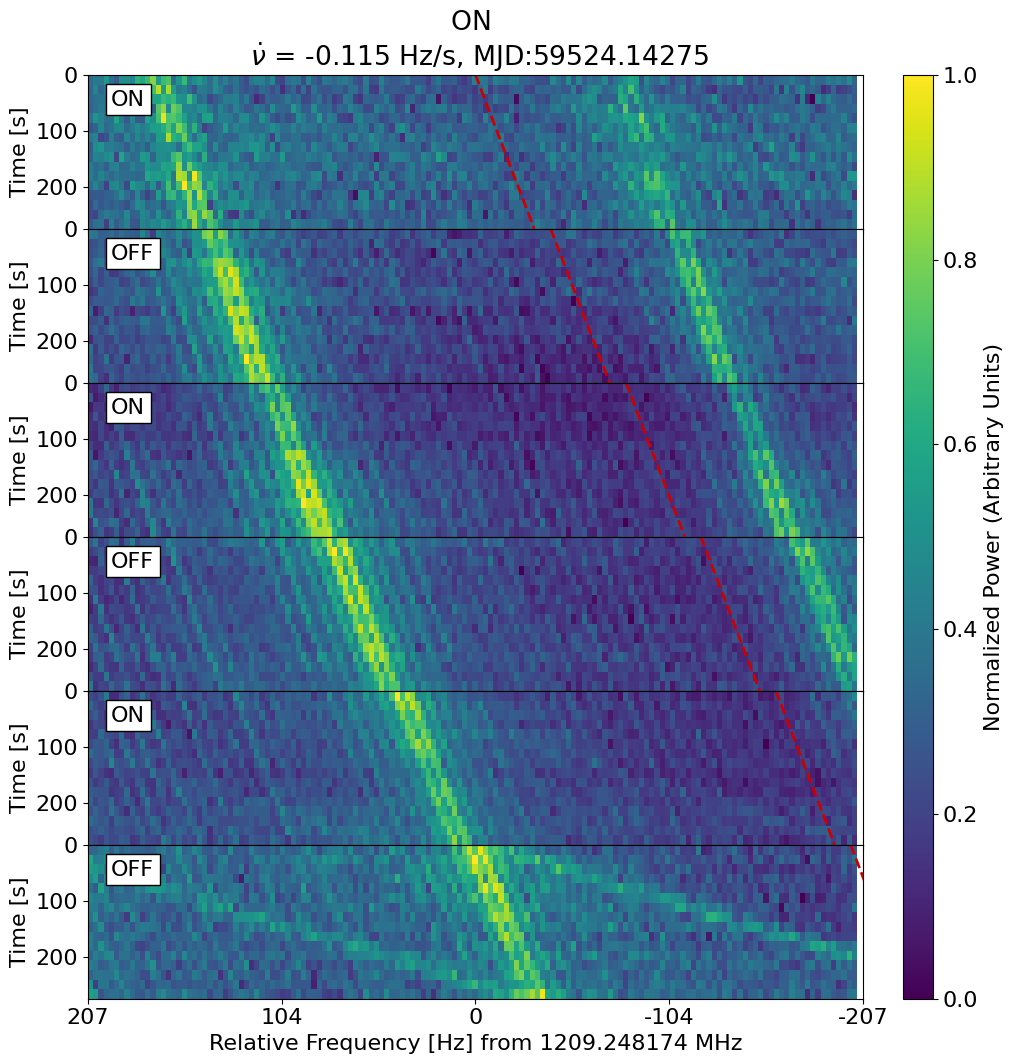 ON
ν̇ = -0.115 Hz/s, MJD:59524.14275
0
100
200
Time [s]
ON
0
100
200
Time [s]
OFF
0
100
200
Time [s]
ON
0
100
200
Time [s]
OFF
0
100
200
Time [s]
ON
0
100
200
Time [s]
OFF
207 104 0 -104 -207
Relative Frequency [Hz] from 1209.248174 MHz
1.0
0.8
0.6
0.4
0.2
0.0
Normalized Power (Arbitrary Units)